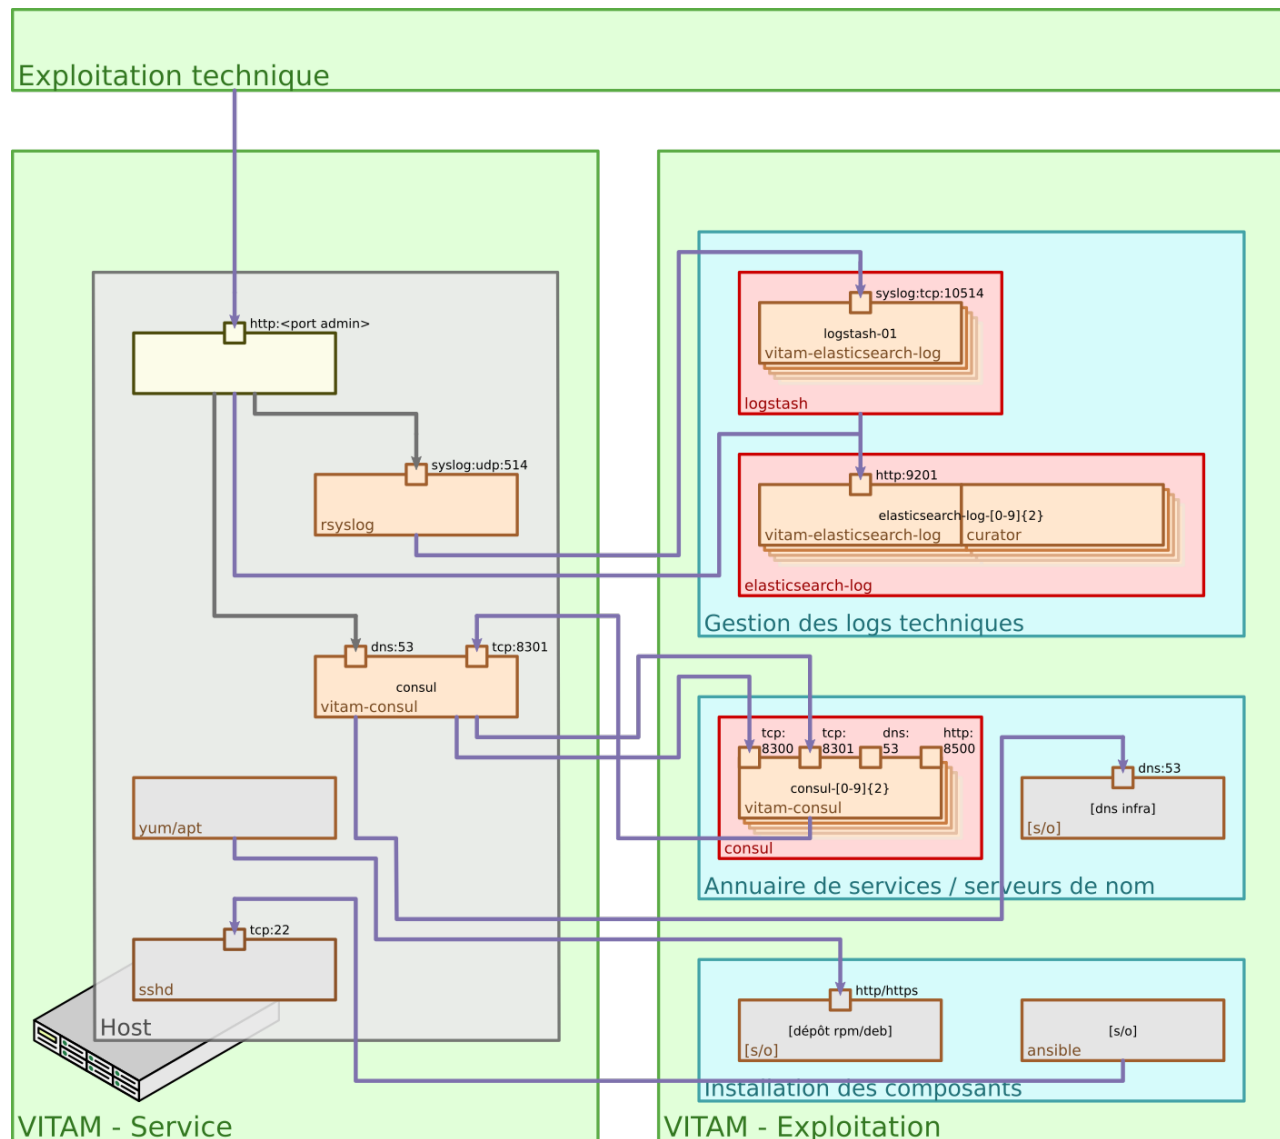 Exploitation technique
http:<port admin>
syslog:udp:514
rsyslog
dns:53
tcp:8301
consul
vitam-consul
yum/apt
tcp:22
sshd
Host
VITAM - Service
syslog:tcp:10514
logstash-01
vitam-elasticsearch-log
logstash
http:9201
elasticsearch-log-[0-9]{2}
vitam-elasticsearch-log
curator
elasticsearch-log
Gestion des logs techniques
tcp:
8300
tcp:
8301
dns:
53
http:
8500
consul-[0-9]{2}
vitam-consul
consul
dns:53
[dns infra]
[s/o]
Annuaire de services / serveurs de nom
http/https
[dépôt rpm/deb]
[s/o]
[s/o]
ansible
Installation des composants
VITAM - Exploitation